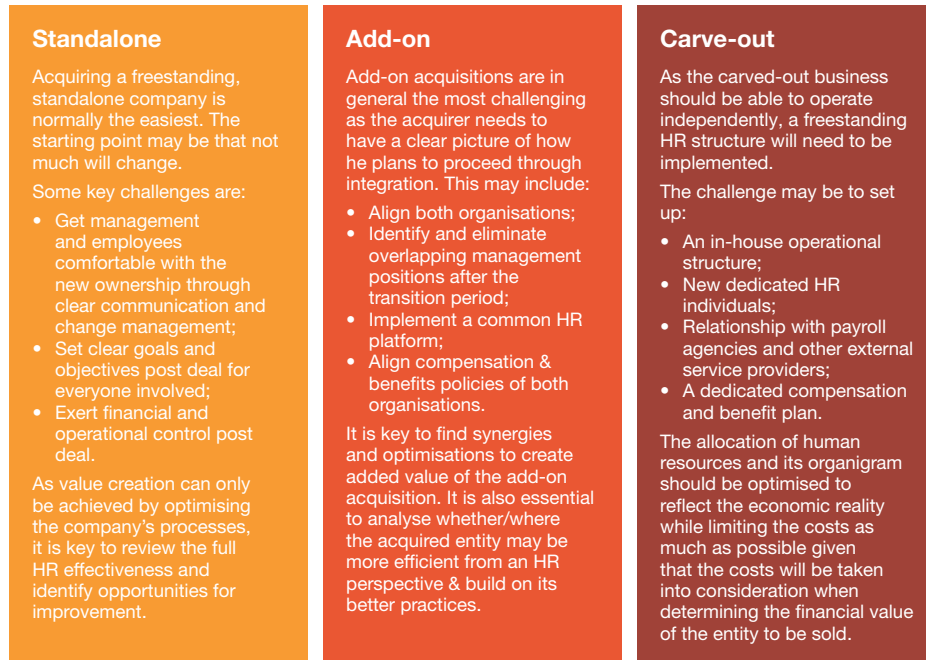 Standalone
Acquiring a freestanding,
standalone company is
normally the easiest. The
starting point may be that not
much will change.
Some key challenges are:
• Get management
and employees
comfortable with the
new ownership through
clear communication and
change management;
• Set clear goals and
objectives post deal for
everyone involved;
• Exert financial and
operational control post
deal.
As value creation can only
be achieved by optimising
the company's processes,
it is key to review the full
HR effectiveness and
identify opportunities for
improvement.
Add-on
Add-on acquisitions are in
general the most challenging
as the acquirer needs to
have a clear picture of how
he plans to proceed through
integration. This may include:
• Align both organisations;
• Identify and eliminate
overlapping management
positions after the
transition period;
• Implement a common HR
platform;
• Align compensation &
benefits policies of both
organisations.
It is key to find synergies
and optimisations to create
added value of the add-on
acquisition. It is also essential
to analyse whether/where
the acquired entity may be
more efficient from an HR
perspective & build on its
better practices.
Carve-out
As the carved-out business
should be able to operate
independently, a freestanding
HR structure will need to be
implemented.
The challenge may be to set
up:
• An in-house operational
structure;
• New dedicated HR
individuals;
• Relationship with payroll
agencies and other external
service providers;
• A dedicated compensation
and benefit plan.
The allocation of human
resources and its organigram
should be optimised to
reflect the economic reality
while limiting the costs as
much as possible given
that the costs will be taken
into consideration when
determining the financial value
of the entity to be sold.